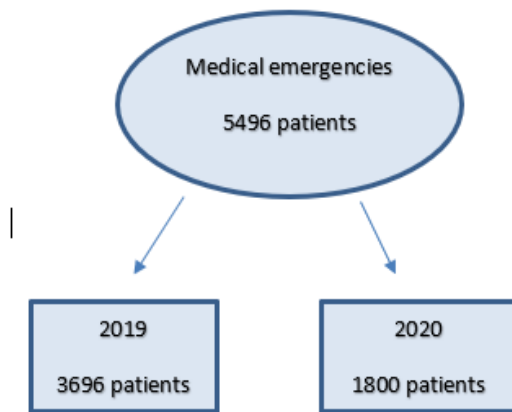 Medical emergencies
5496 patients
2019
3696 patients
2020
1800 patients